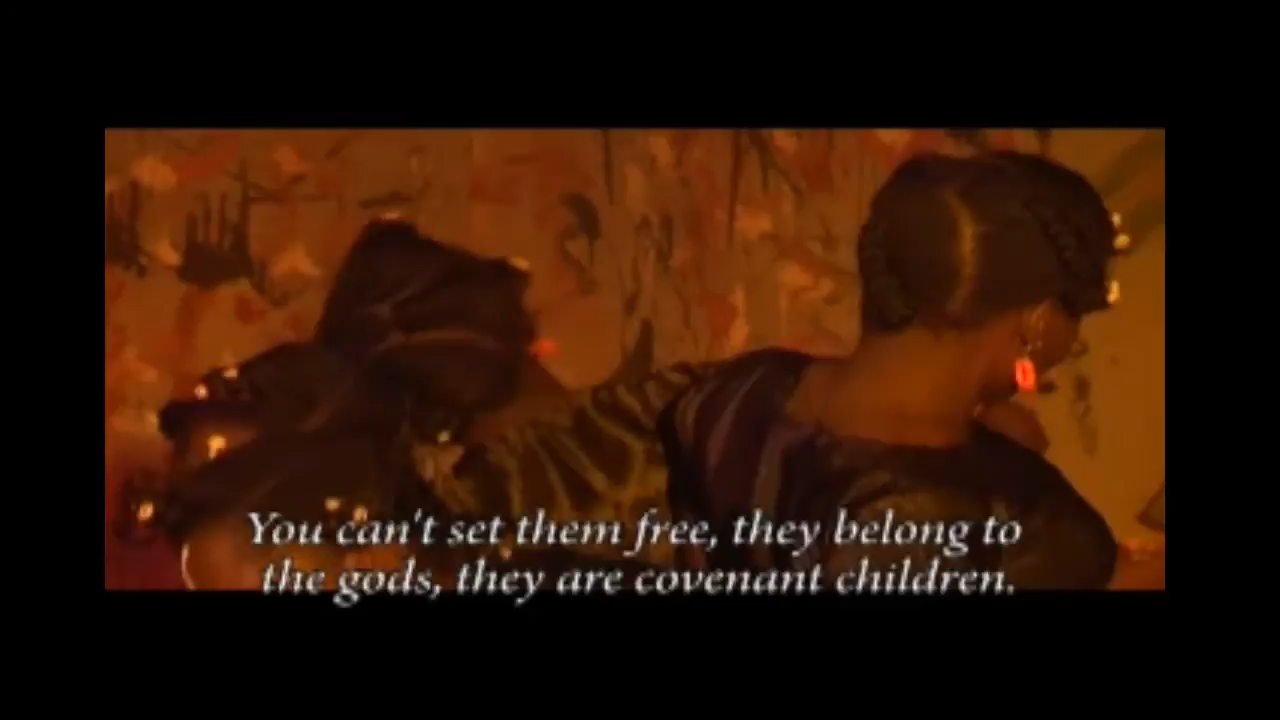 You can't set them free, they belong to
the gods, they are covenant children.